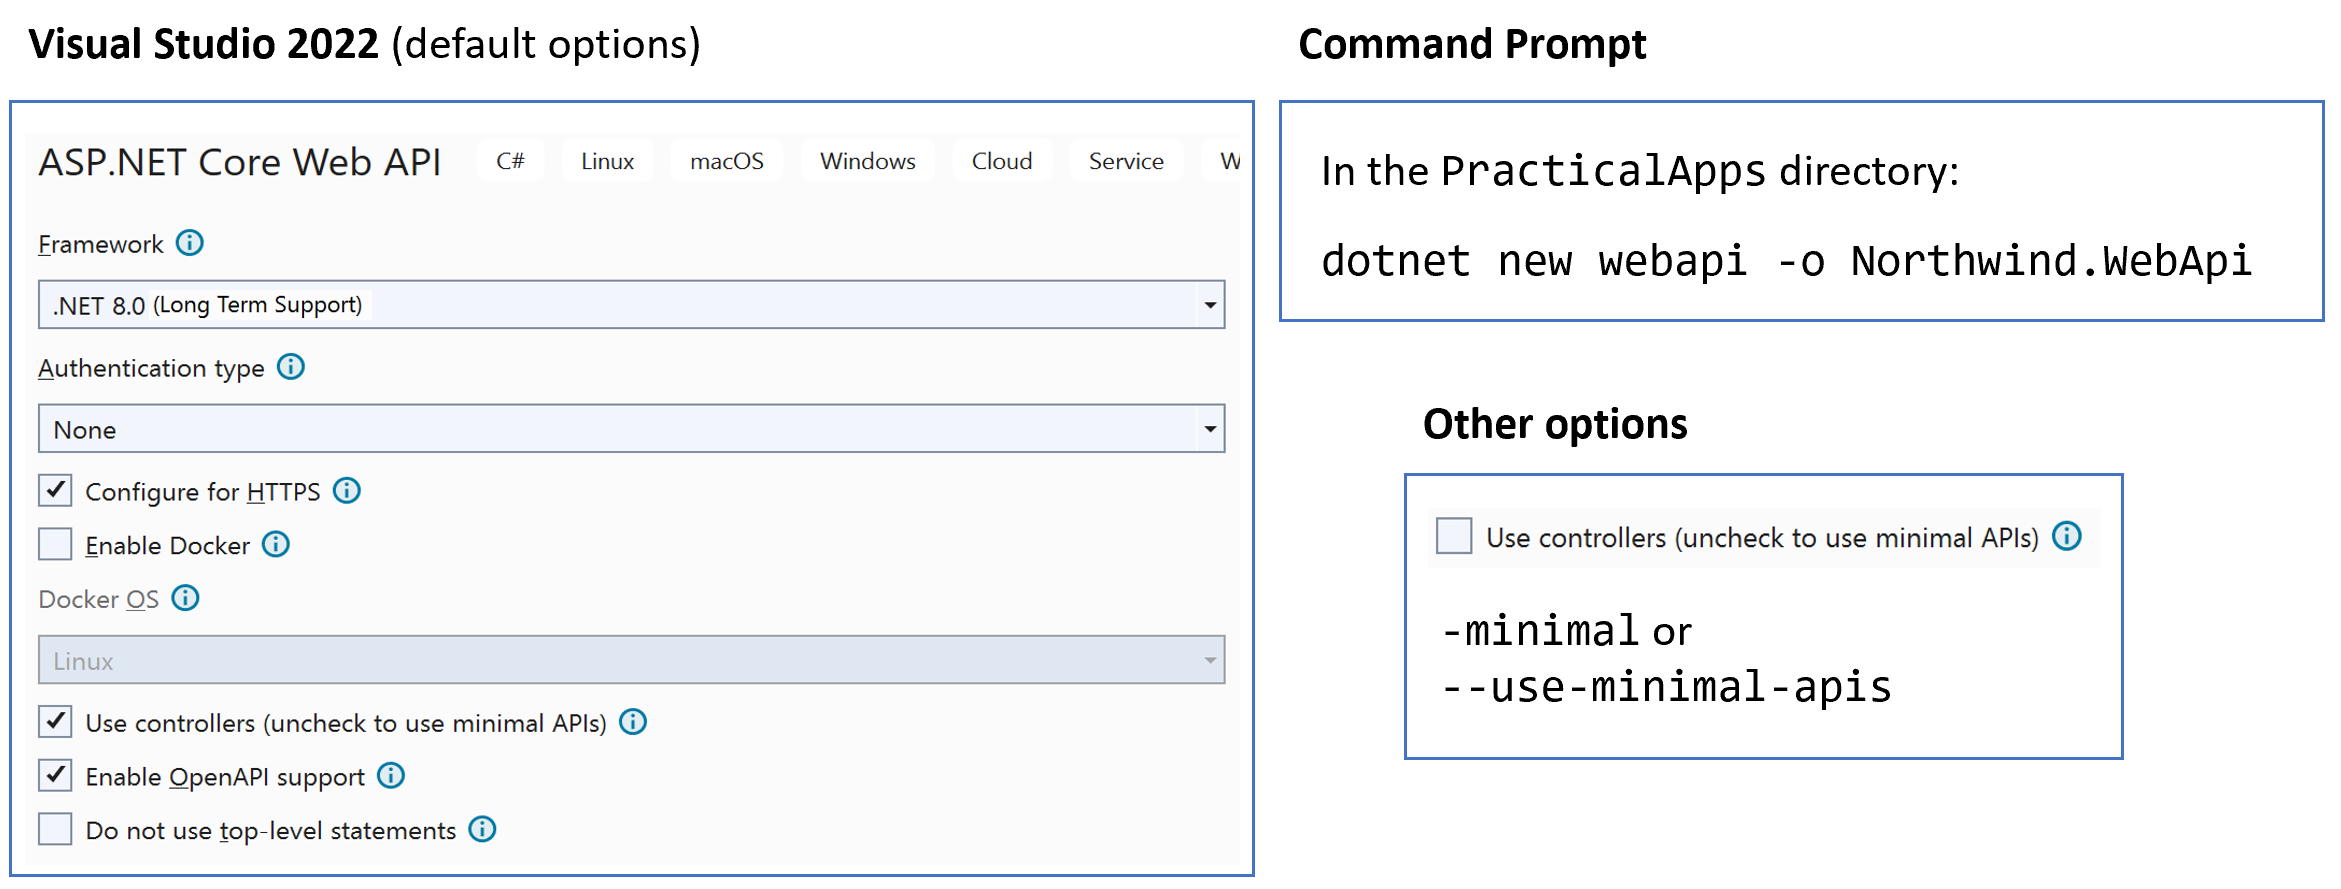 Visual Studio 2022 (default options)
ASP.NET Core Web API C# Linux macOS Windows Cloud Service W
Framework
.NET 8.0 (Long Term Support)
Authentication type
None
Configure for HTTPS
Enable Docker
Docker OS
Linux
Use controllers (uncheck to use minimal APIs)
Enable OpenAPI support
Do not use top-level statements
Command Prompt
In the PracticalApps directory:
dotnet new webapi -o Northwind.WebApi
Other options
Use controllers (uncheck to use minimal APIs)
-minimal or
--use-minimal-apis